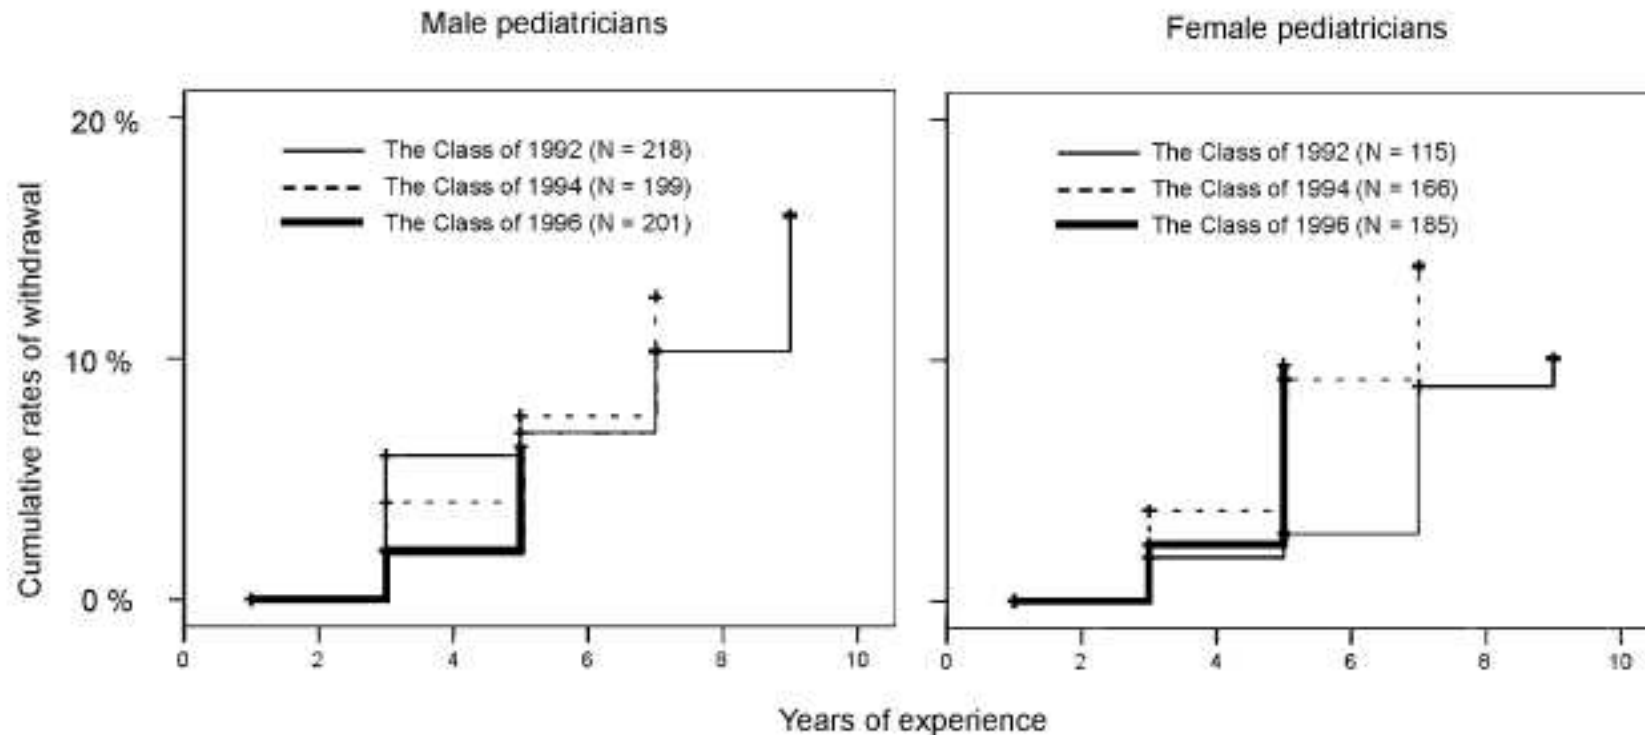 Male pediatricians
Female pediatricians
Cumulative rates of withdrawal
20 %
10 %
0 %
The Class of 1992 (N = 218)
The Class of 1994 (N = 199)
The Class of 1996 (N = 201)
0 2 4 6 8 10
The Class of 1992 (N = 115)
The Class of 1994 (N = 166)
The Class of 1996 (N = 185)
0 2 4 6 8 10
Years of experience